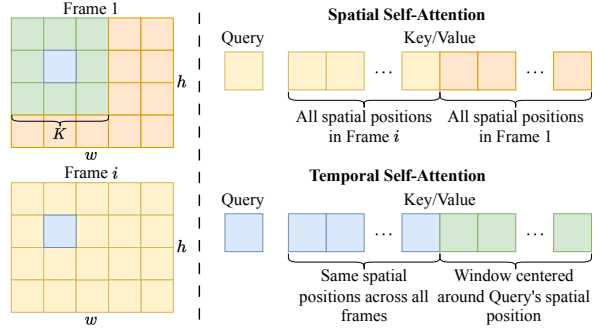 Frame 1
h
K
w
Frame i
h
w
Spatial Self-Attention
Query
Key/Value
...
...
All spatial positions
in Frame i
All spatial positions
in Frame 1
Temporal Self-Attention
Query
Key/Value
...
...
Same spatial
positions across all
frames
Window centered
around Query's spatial
position